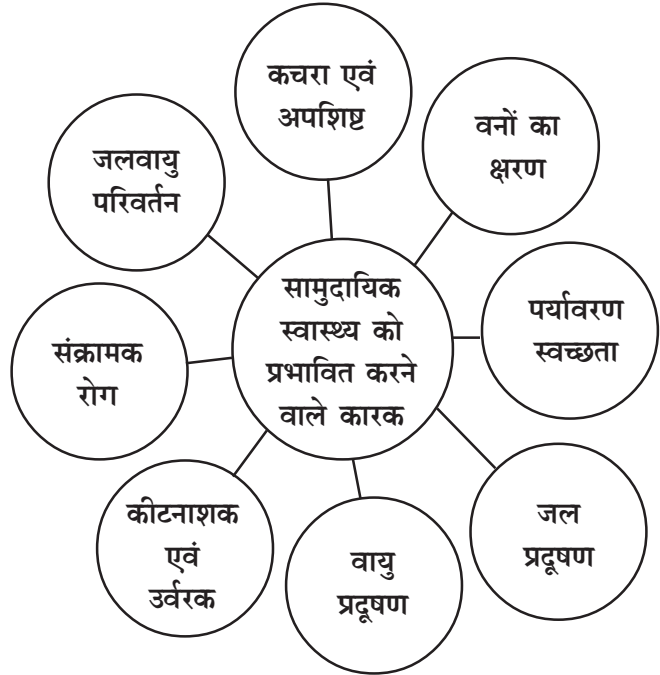 कचरा एवं
अपशिष्ट
वनों का
क्षरण
जलवायु
परिवर्तन
सामुदायिक
स्वास्थ्य को
प्रभावित करने
वाले कारक
पर्यावरण
स्वच्छता
संक्रामक
रोग
जल
प्रदूषण
कीटनाशक
एवं
उर्वरक
वायु
प्रदूषण